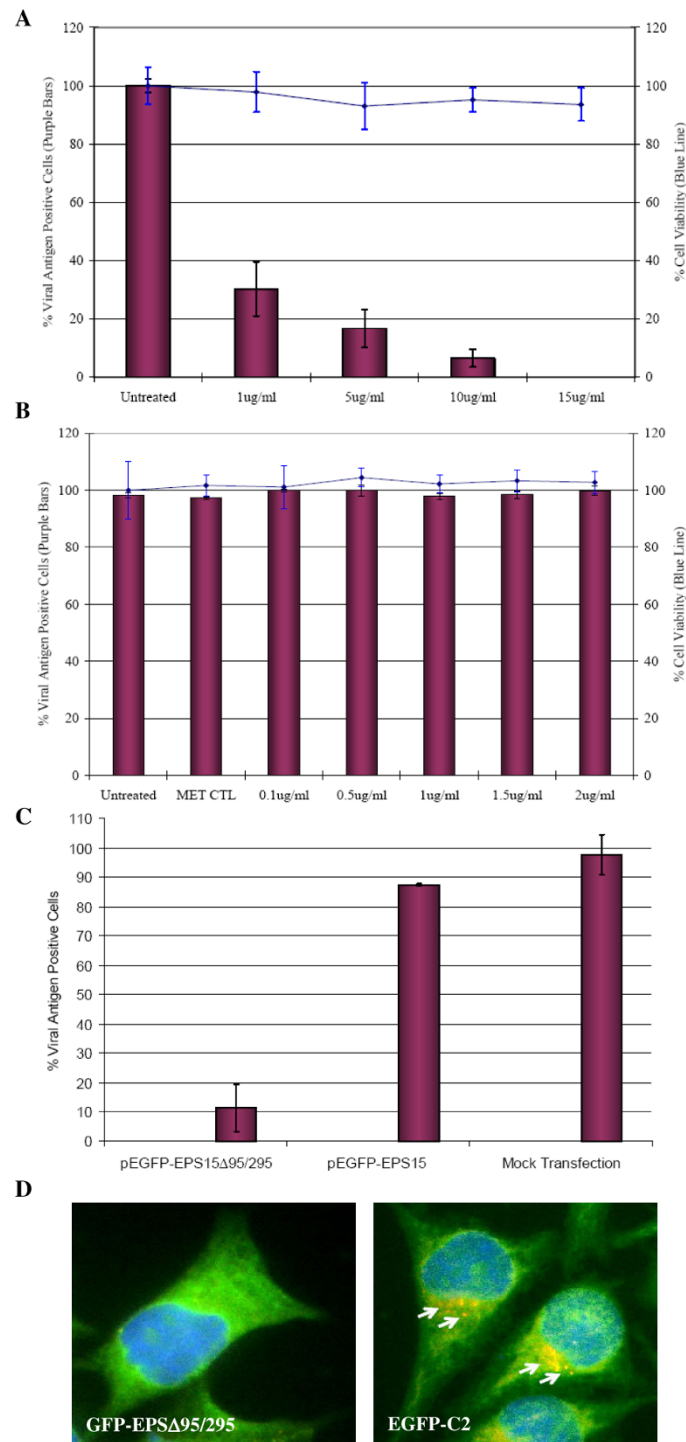 A
% Viral Antigen Positive Cells (Purple Bars)
120
100
80
60
40
20
0
120
100
80
60
40
20
0
% Cell Viability (Blue Line)
Untreated 1ug/ml 5ug/ml 10ug/ml 15ug/ml
B
% Viral Antigen Positive Cells (Purple Bars)
120
100
80
60
40
20
0
120
100
80
60
40
20
0
% Cell Viability (Blue Line)
Untreated MET CTL 0.1ug/ml 0.5ug/ml 1ug/ml 1.5ug/ml 2ug/ml
C
% Viral Antigen Positive Cells
110
100
90
80
70
60
50
40
30
20
10
0
pEGFP-EPS15Δ95/295 pEGFP-EPS15 Mock Transfection
D
GFP-EPSΔ95/295
EGFP-C2